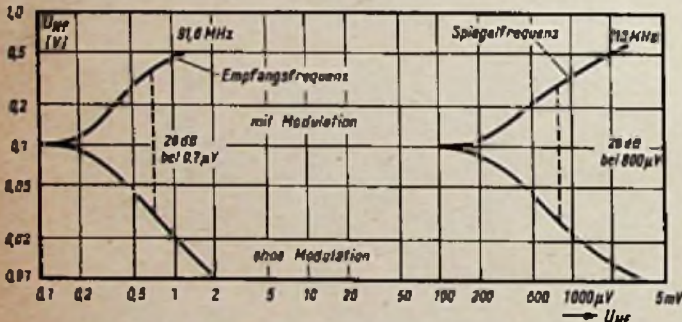 1,0
U_NF
[V]
0,5
0,2
0,1
0,05
0,02
0,01
91,6 MHz
Empfangsfrequenz
mit Modulation
20 dB
bei 0,7 µV
ohne Modulation
Spiegelfrequenz
(113 MHz)
26 dB
bei 800 µV
0,1 0,2 0,5 1 2 5 10 20 50 100 200 600 1000 µV 5 mV
→ U_HF